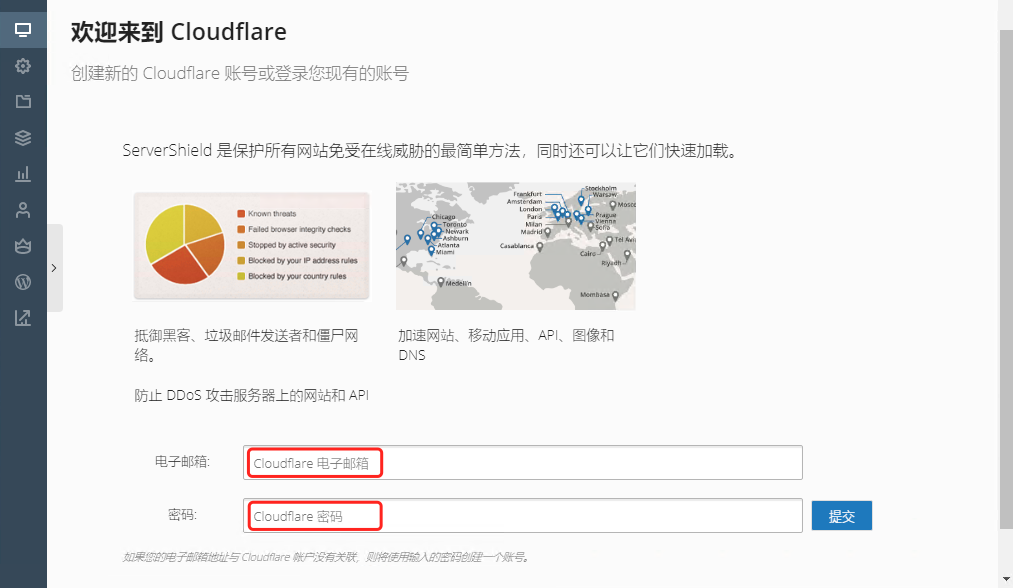 欢迎来到 Cloudflare
创建新的 Cloudflare 账号或登录您现有的账号
ServerShield 是保护所有网站免受在线威胁的最简单方法，同时还可以让它们快速加载。
Known threats
Failed browser integrity checks
Stopped by active security
Blocked by your IP address rules
Blocked by your country rules
Chicago
Toronto
Newark
Ashburn
Atlanta
Miami
Medellín
Frankfurt
Amsterdam
London
Paris
Milan
Madrid
Casablanca
Stockholm
Warsaw
Mosco
Prague
Vienna
Sofia
Tel Avi
Cairo
Riyadh
Mombasa
抵御黑客、垃圾邮件发送者和僵尸网
络。
加速网站、移动应用、API、图像和
DNS
防止 DDoS 攻击服务器上的网站和 API
电子邮箱:
Cloudflare 电子邮箱
密码:
Cloudflare 密码
提交
如果您的电子邮箱地址与 Cloudflare 帐户没有关联，则将使用输入的密码创建一个账号。